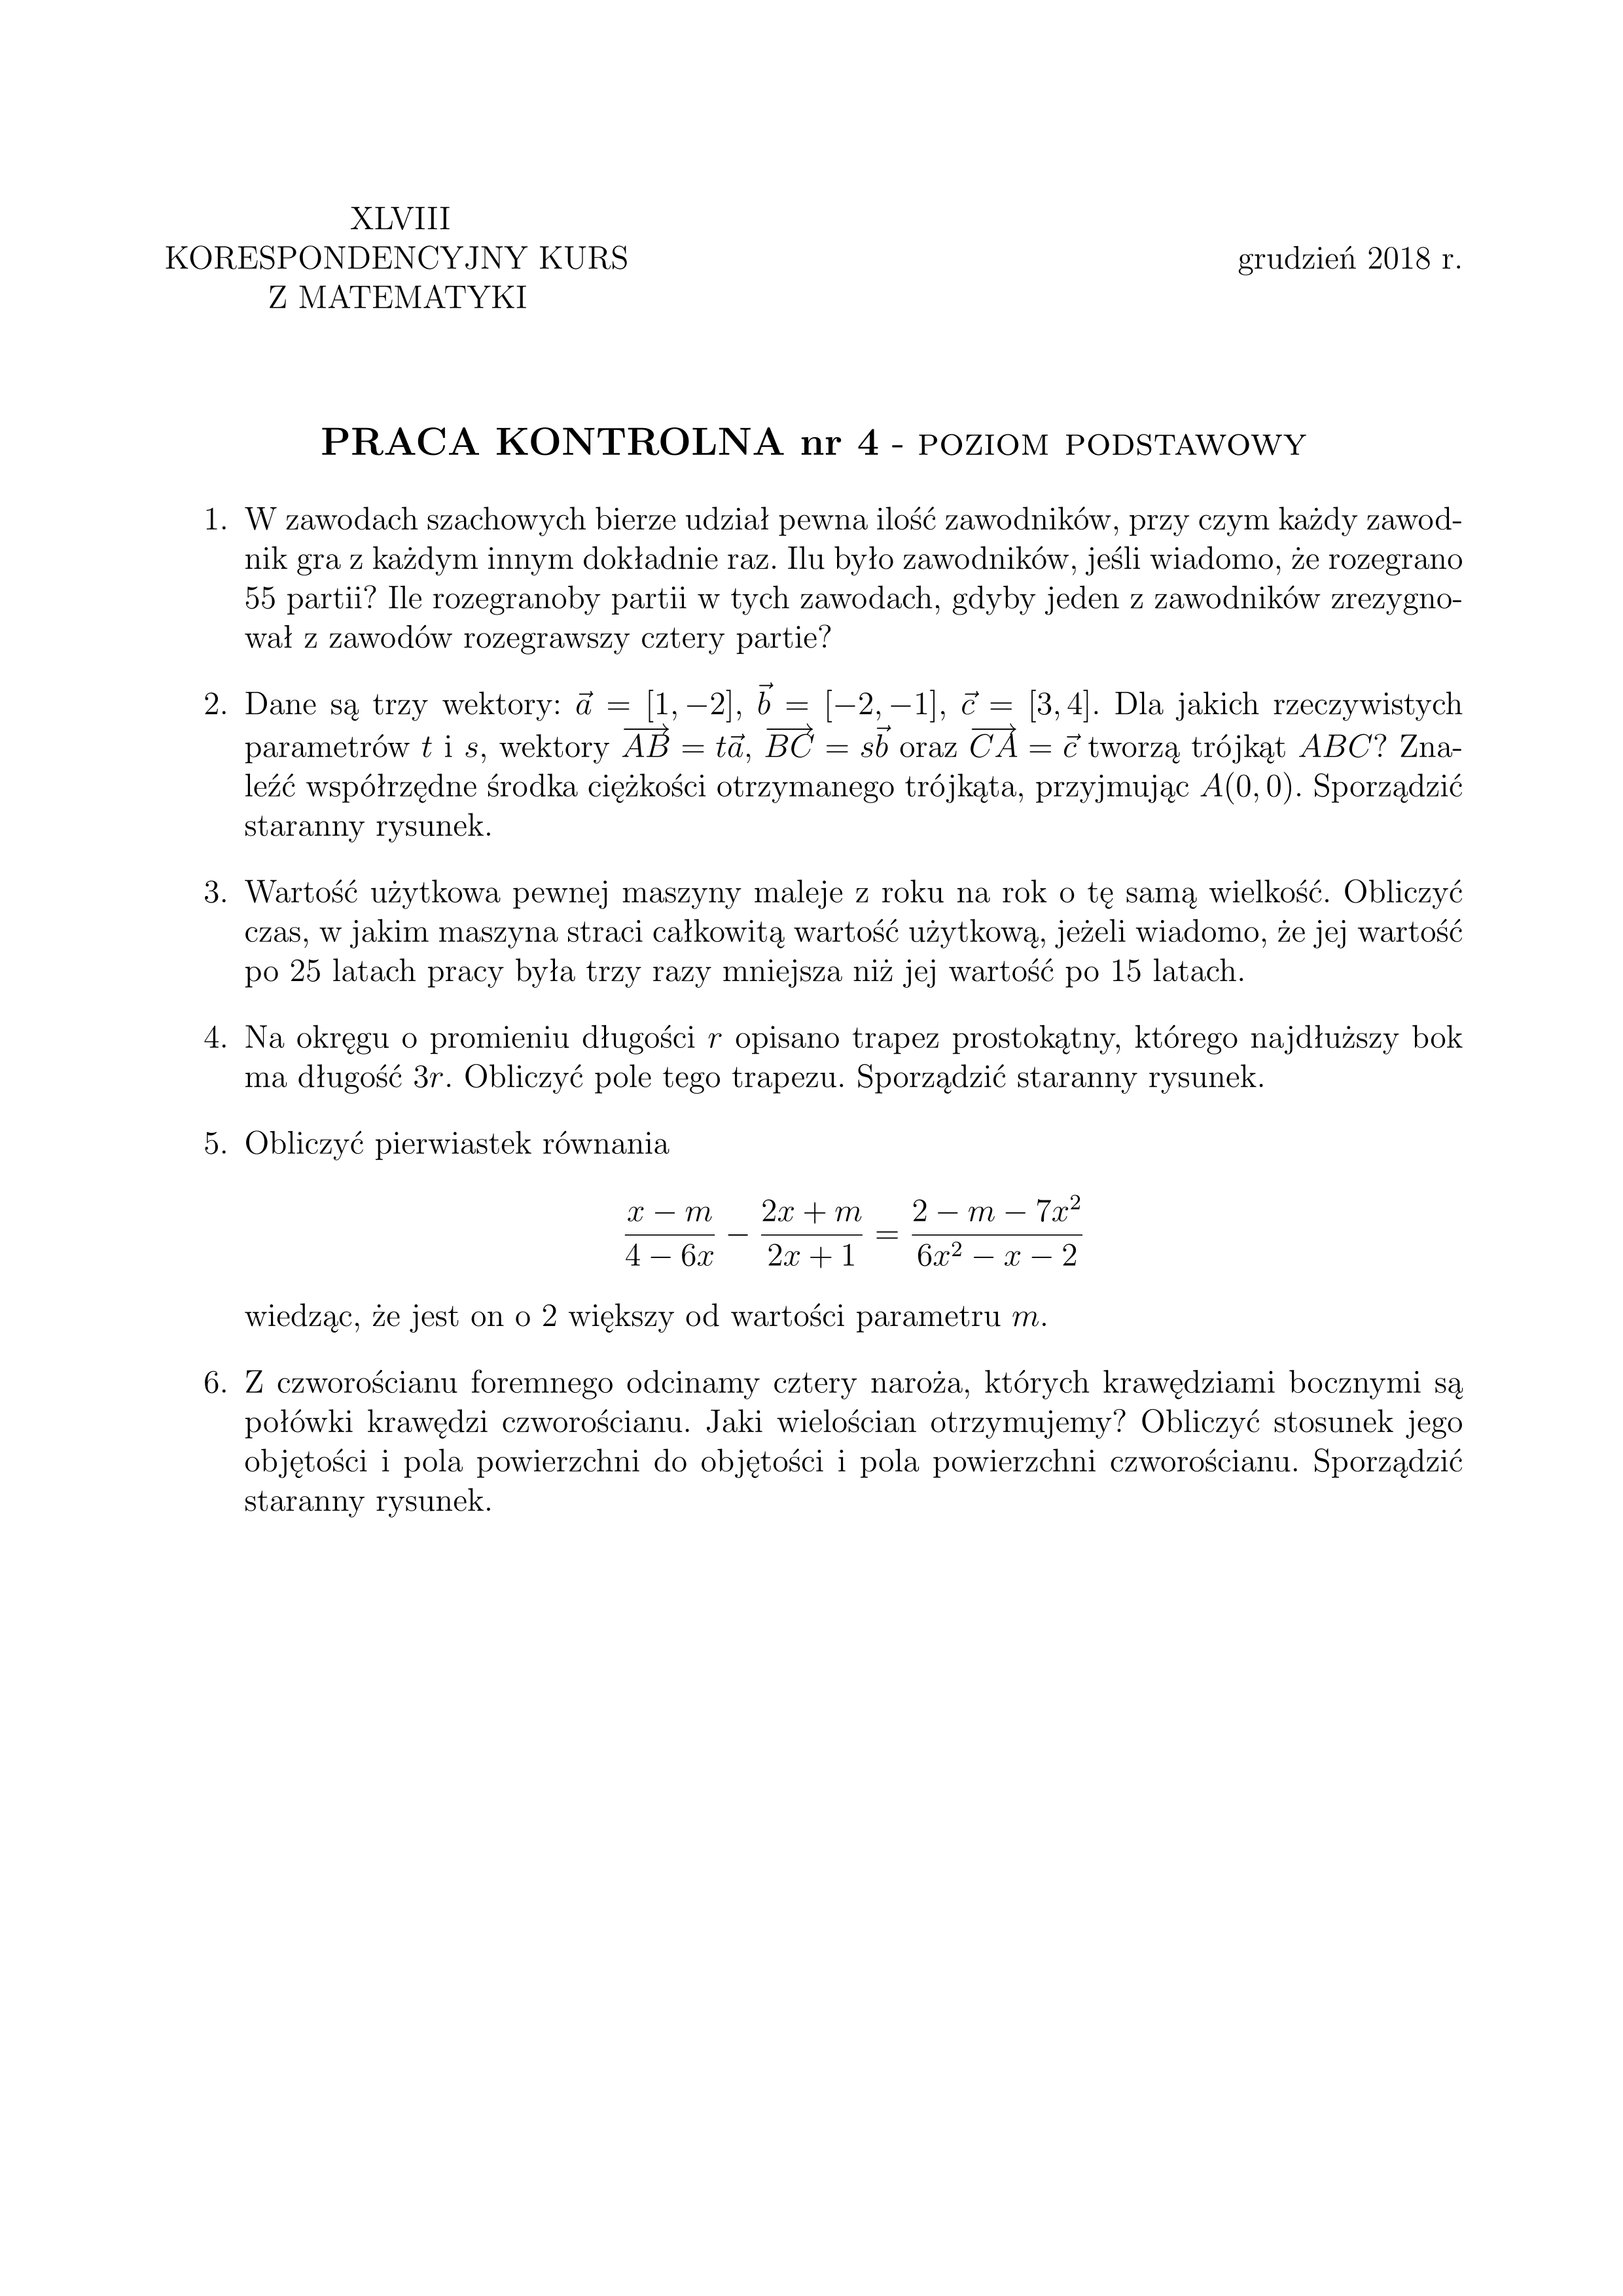 XLVIII
KORESPONDENCYJNY KURS
Z MATEMATYKI
grudzień 2018 r.
PRACA KONTROLNA nr 4 - POZIOM PODSTAWOWY
1. W zawodach szachowych bierze udział pewna ilość zawodników, przy czym każdy zawod-
nik gra z każdym innym dokładnie raz. Ilu było zawodników, jeśli wiadomo, że rozegrano
55 partii? Ile rozegranoby partii w tych zawodach, gdyby jeden z zawodników zrezygno-
wał z zawodów rozegrawszy cztery partie?
2. Dane są trzy wektory: $\vec{a} = [1, -2]$, $\vec{b} = [-2, -1]$, $\vec{c} = [3, 4]$. Dla jakich rzeczywistych
parametrów $t$ i $s$, wektory $\overrightarrow{AB} = t\vec{a}$, $\overrightarrow{BC} = s\vec{b}$ oraz $\overrightarrow{CA} = \vec{c}$ tworzą trójkąt $ABC$? Zna-
leźć współrzędne środka ciężkości otrzymanego trójkąta, przyjmując $A(0, 0)$. Sporządzić
staranny rysunek.
3. Wartość użytkowa pewnej maszyny maleje z roku na rok o tę samą wielkość. Obliczyć
czas, w jakim maszyna straci całkowitą wartość użytkową, jeżeli wiadomo, że jej wartość
po 25 latach pracy była trzy razy mniejsza niż jej wartość po 15 latach.
4. Na okręgu o promieniu długości $r$ opisano trapez prostokątny, którego najdłuższy bok
ma długość $3r$. Obliczyć pole tego trapezu. Sporządzić staranny rysunek.
5. Obliczyć pierwiastek równania
$\frac{x - m}{4 - 6x} - \frac{2x + m}{2x + 1} = \frac{2 - m - 7x^2}{6x^2 - x - 2}$
wiedząc, że jest on o 2 większy od wartości parametru $m$.
6. Z czworościanu foremnego odcinamy cztery naroża, których krawędziami bocznymi są
połówki krawędzi czworościanu. Jaki wielościan otrzymujemy? Obliczyć stosunek jego
objętości i pola powierzchni do objętości i pola powierzchni czworościanu. Sporządzić
staranny rysunek.